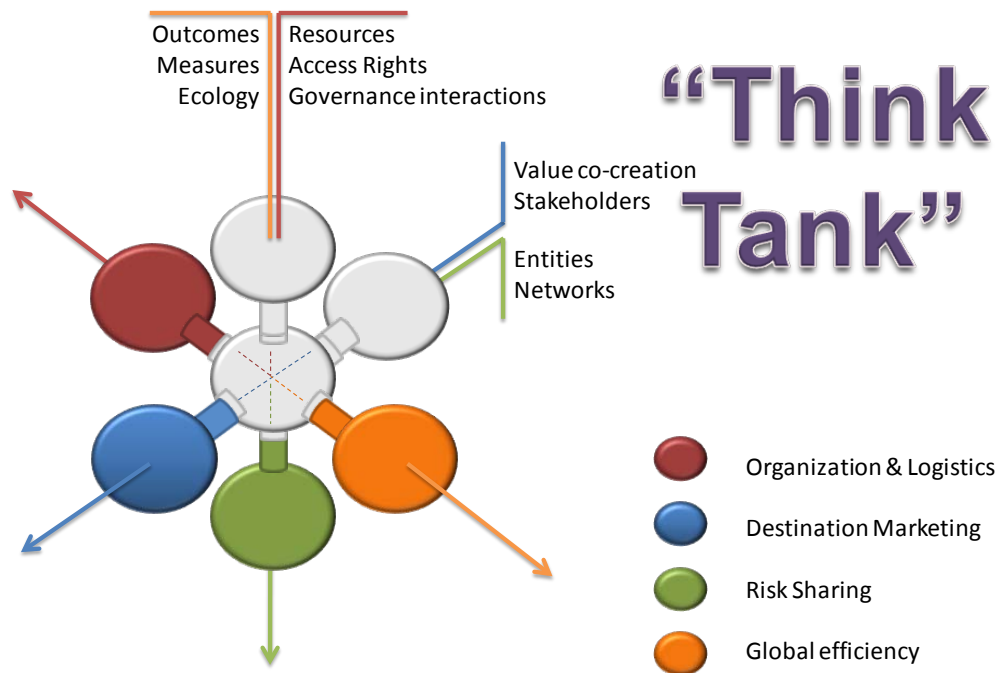 Outcomes
Measures
Ecology
Resources
Access Rights
Governance interactions
“Think
Tank”
Value co-creation
Stakeholders
Entities
Networks
Organization & Logistics
Destination Marketing
Risk Sharing
Global efficiency